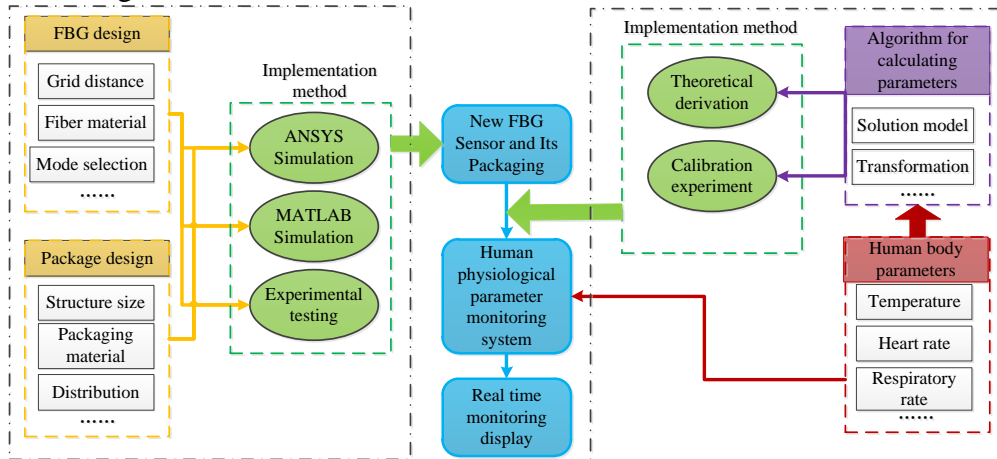 FBG design
Grid distance
Fiber material
Mode selection
......
Package design
Structure size
Packaging
material
Distribution
......
Implementation
method
ANSYS
Simulation
MATLAB
Simulation
Experimental
testing
New FBG
Sensor and Its
Packaging
Human
physiological
parameter
monitoring
system
Real time
monitoring
display
Implementation method
Theoretical
derivation
Calibration
experiment
Algorithm for
calculating
parameters
Solution model
Transformation
......
Human body
parameters
Temperature
Heart rate
Respiratory
rate
......